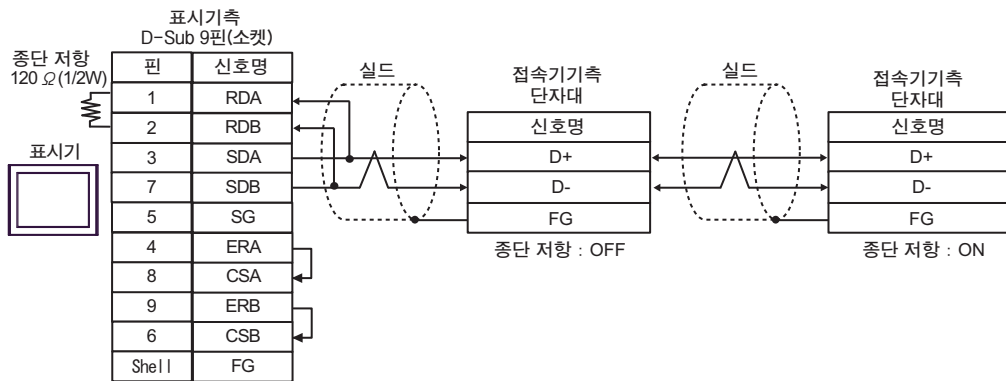 표시기측
D-Sub 9핀(소켓)
종단 저항
120 Ω(1/2W)
핀 신호명
1 RDA
2 RDB
3 SDA
7 SDB
5 SG
4 ERA
8 CSA
9 ERB
6 CSB
Shell FG
표시기
실드
접속기기측
단자대
신호명
D+
D-
FG
종단 저항 : OFF
실드
접속기기측
단자대
신호명
D+
D-
FG
종단 저항 : ON